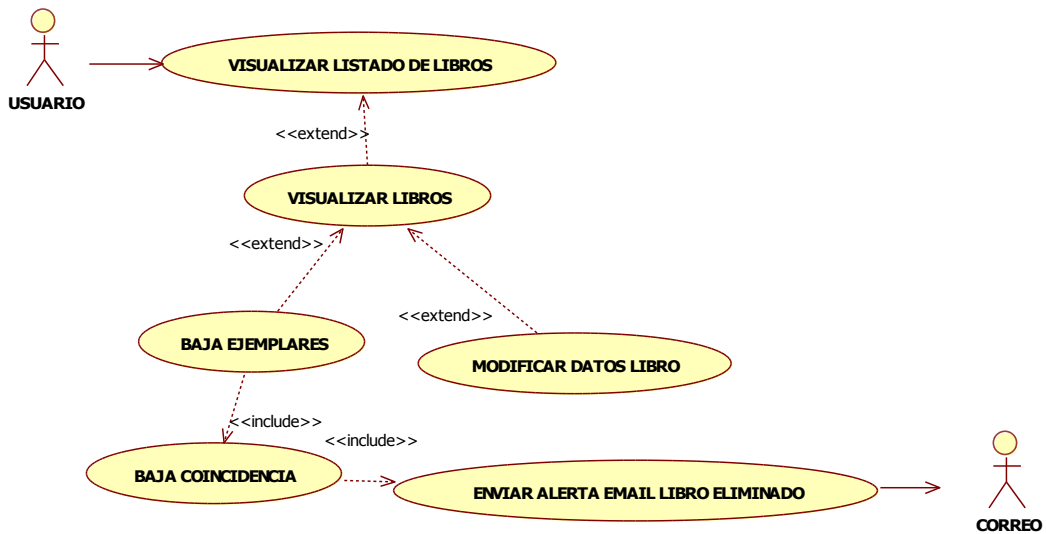 VISUALIZAR LISTADO DE LIBROS
USUARIO
<<extend>>
VISUALIZAR LIBROS
<<extend>>
<<extend>>
BAJA EJEMPLARES
MODIFICAR DATOS LIBRO
<<include>>
<<include>>
BAJA COINCIDENCIA
ENVIAR ALERTA EMAIL LIBRO ELIMINADO
CORREO